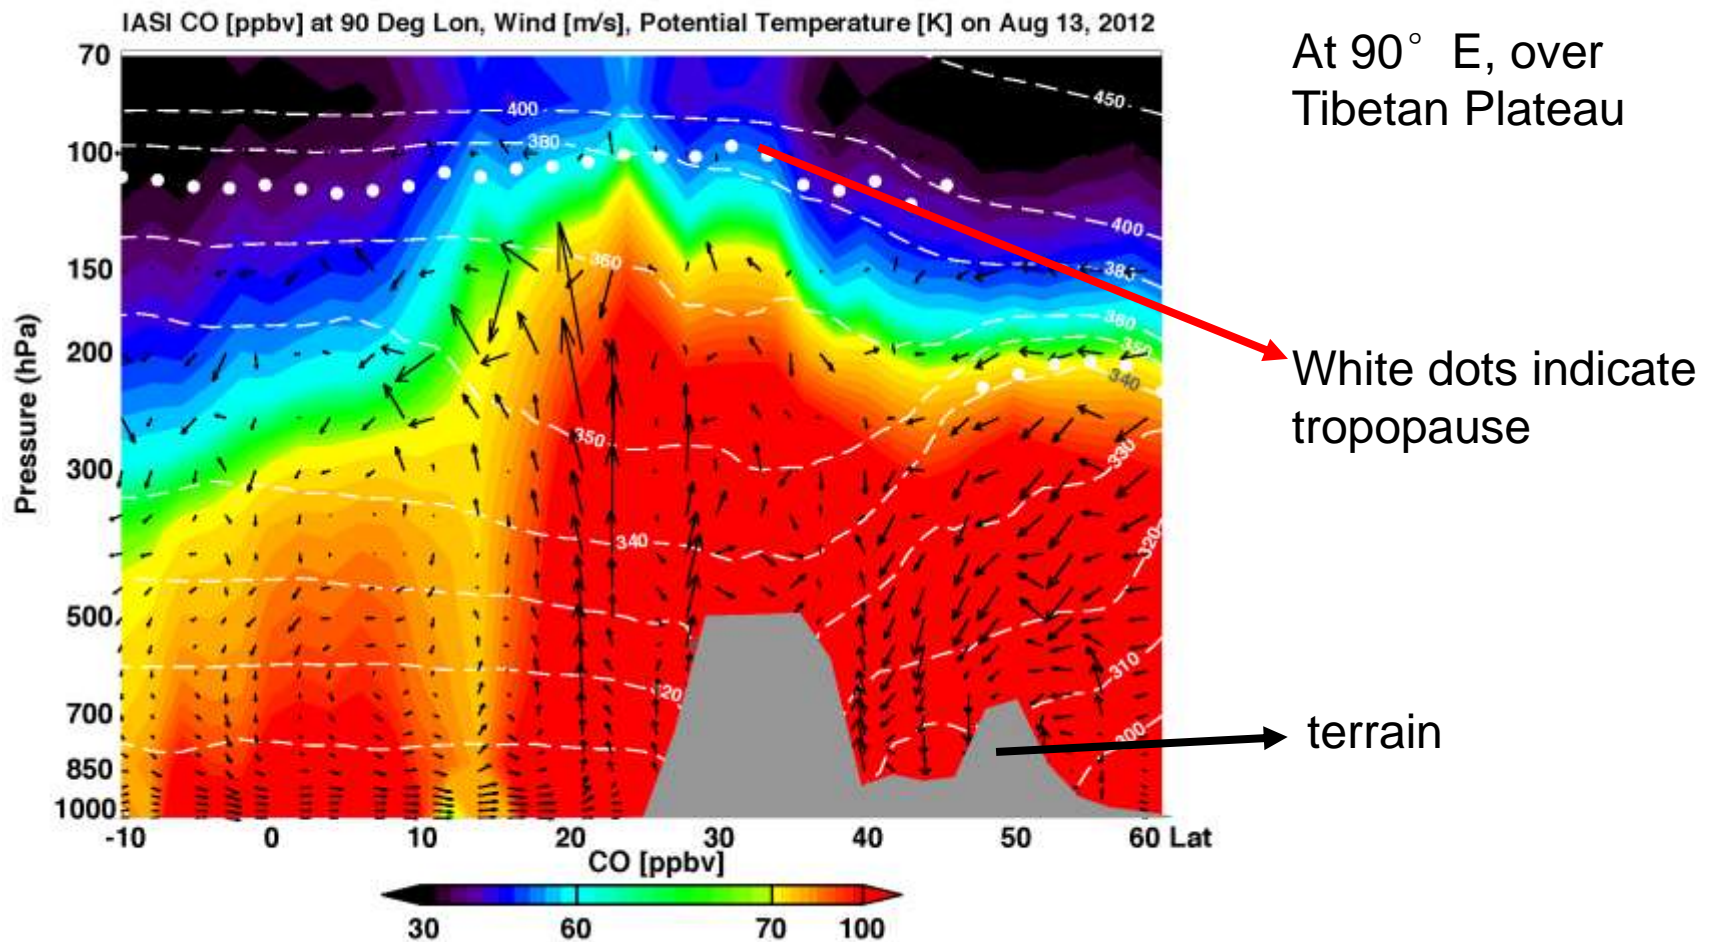 IASI CO [ppbv] at 90 Deg Lon, Wind [m/s], Potential Temperature [K] on Aug 13, 2012
At 90° E, over
Tibetan Plateau
White dots indicate
tropopause
terrain
Pressure (hPa)
70
100
150
200
300
500
700
850
1000
450
400
380
400
383
360
360
350
340
350
330
340
320
310
20
300
-10 0 10 20 30 40 50 60 Lat
CO [ppbv]
30 60 70 100